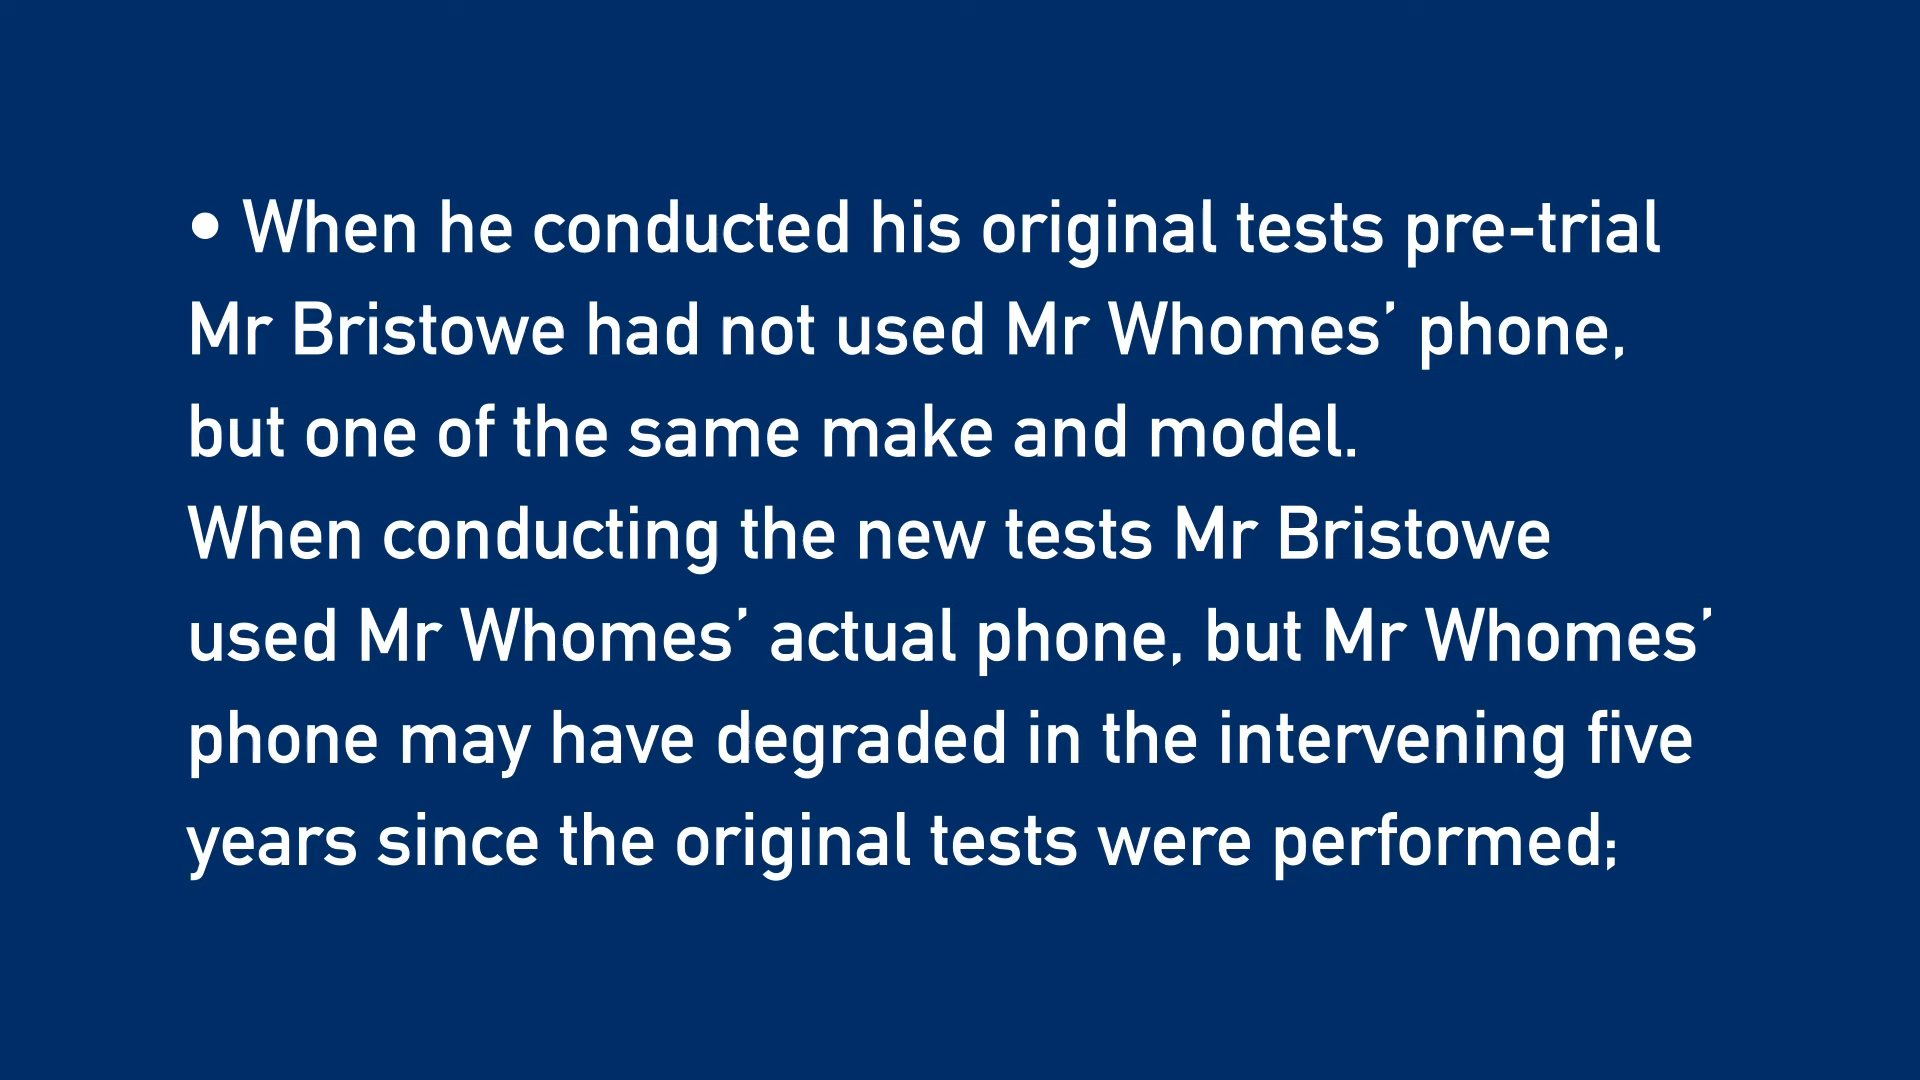 • When he conducted his original tests pre-trial
Mr Bristowe had not used Mr Whomes’ phone,
but one of the same make and model.
When conducting the new tests Mr Bristowe
used Mr Whomes’ actual phone, but Mr Whomes’
phone may have degraded in the intervening five
years since the original tests were performed;